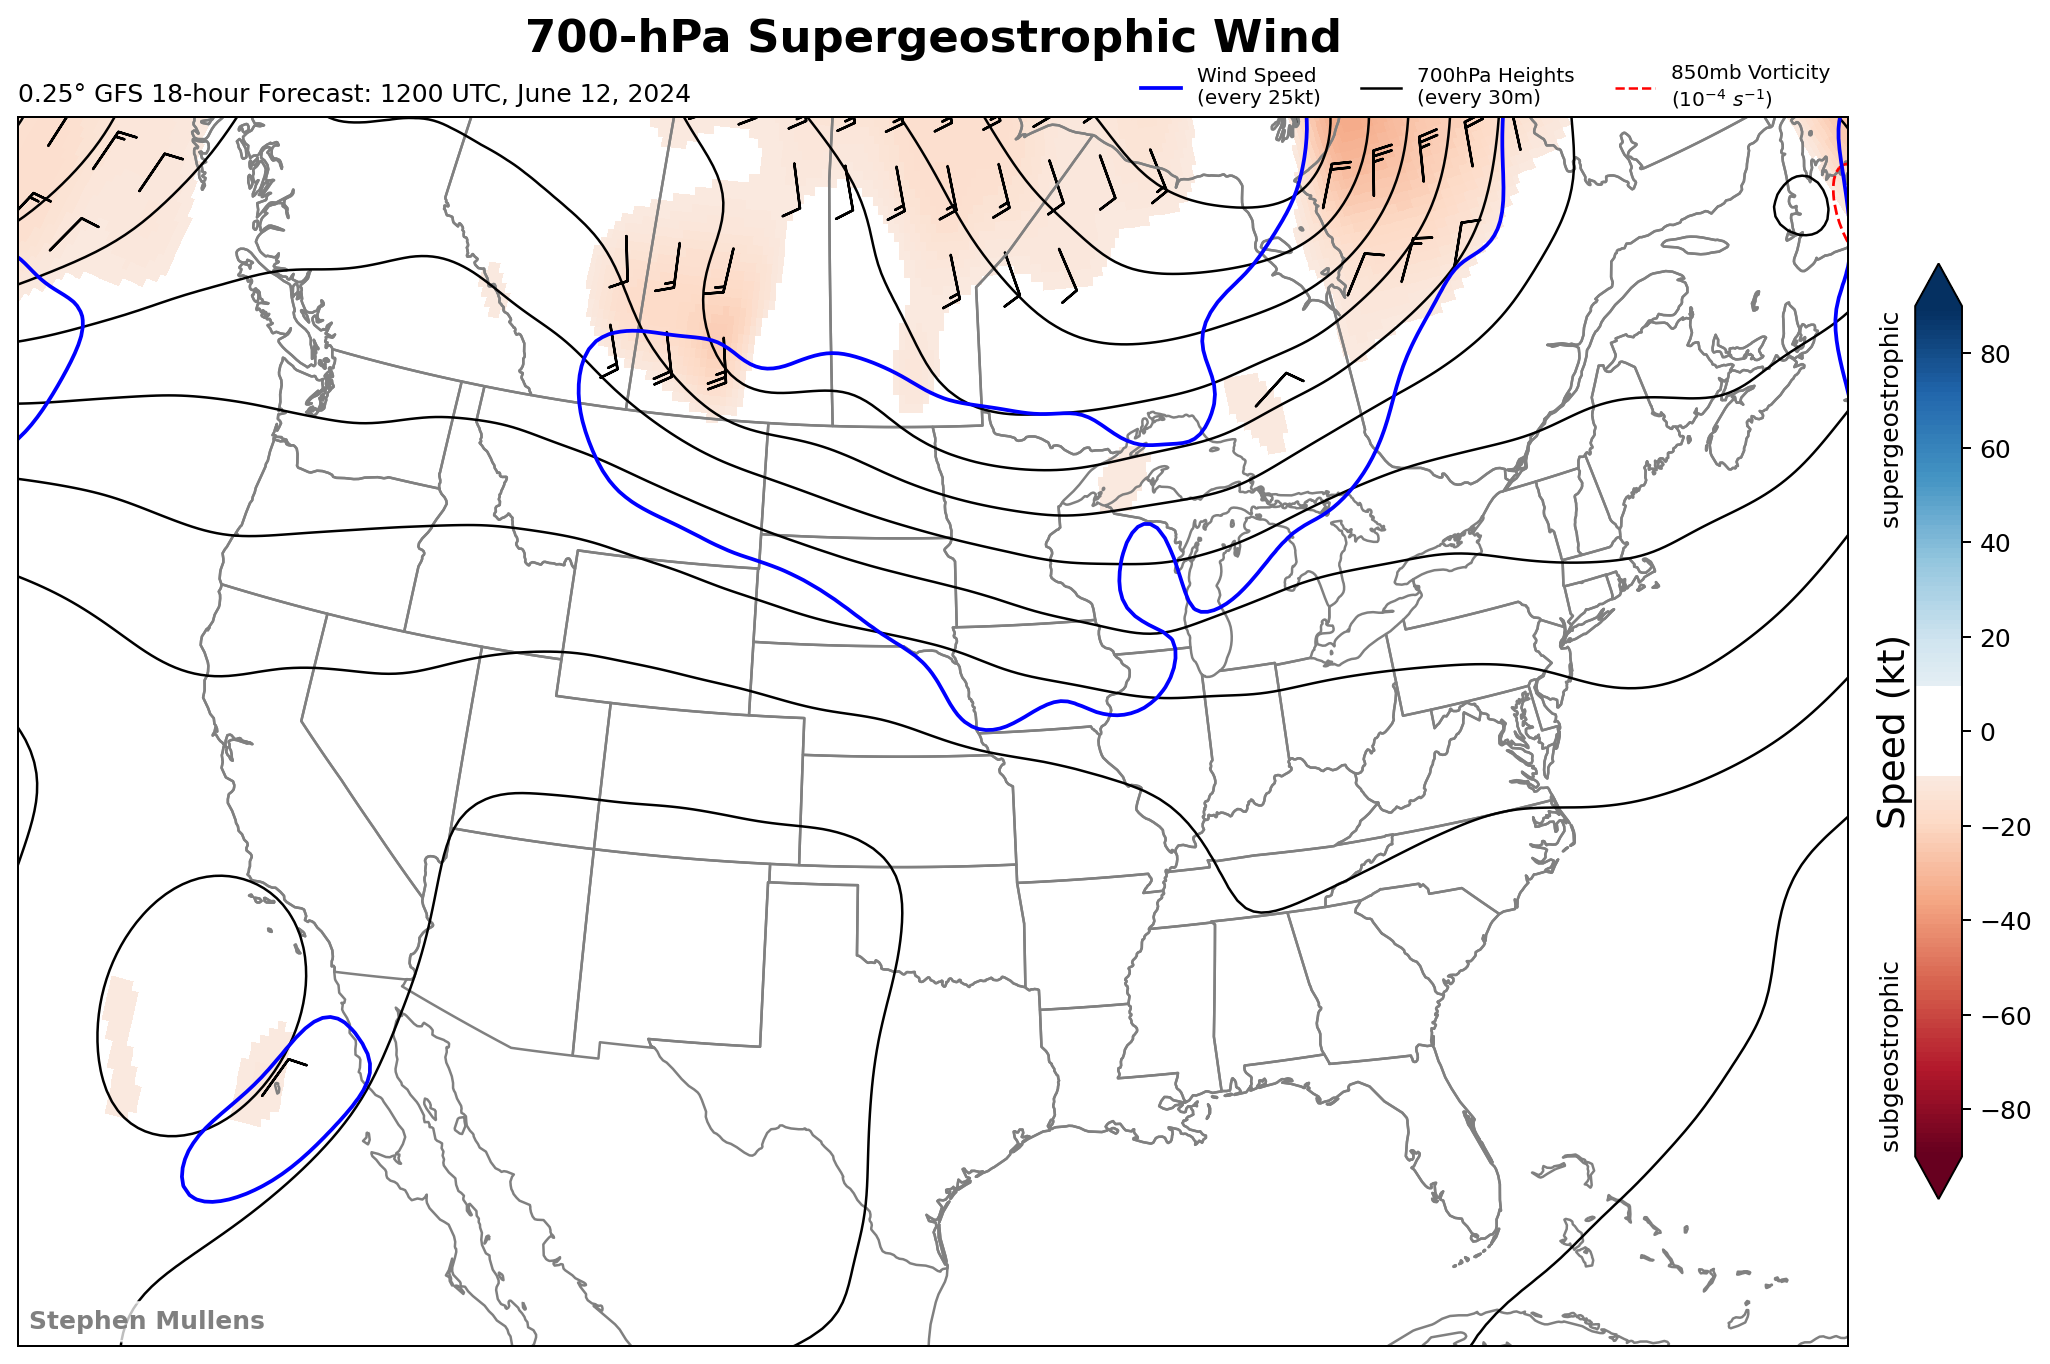 700-hPa Supergeostrophic Wind
0.25° GFS 18-hour Forecast: 1200 UTC, June 12, 2024
Wind Speed
(every 25kt)
700hPa Heights
(every 30m)
850mb Vorticity
(10⁻⁴ s⁻¹)
supergeostrophic
Speed (kt)
subgeostrophic
80
60
40
20
0
−20
−40
−60
−80
Stephen Mullens